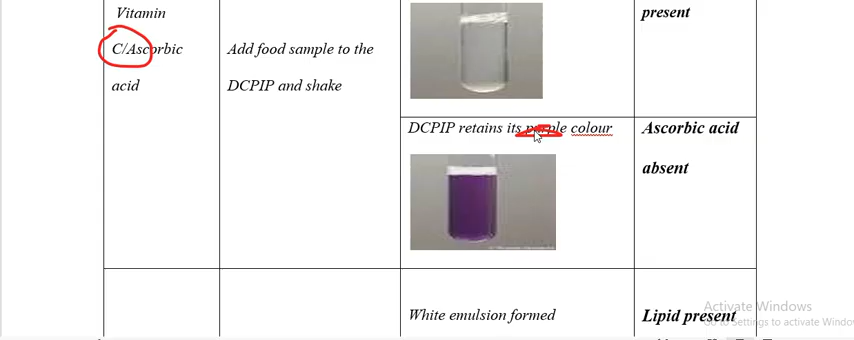 Vitamin
C/Ascorbic
acid
Add food sample to the
DCPIP and shake
present
DCPIP retains its purple colour
Ascorbic acid
absent
White emulsion formed
Lipid present
Activate Windows
Go to Settings to activate Windo